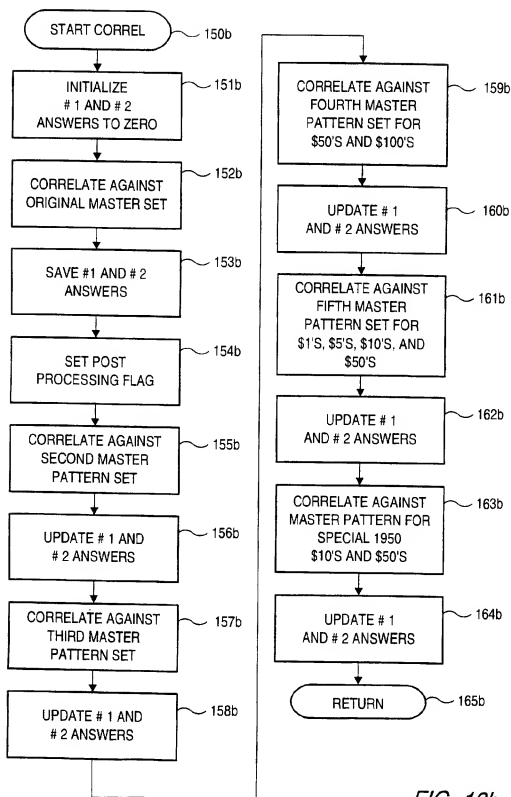 START CORREL
150b
INITIALIZE
# 1 AND # 2
ANSWERS TO ZERO
151b
CORRELATE AGAINST
ORIGINAL MASTER SET
152b
SAVE #1 AND # 2
ANSWERS
153b
SET POST
PROCESSING FLAG
154b
CORRELATE AGAINST
SECOND MASTER
PATTERN SET
155b
UPDATE # 1 AND
# 2 ANSWERS
156b
CORRELATE AGAINST
THIRD MASTER
PATTERN SET
157b
UPDATE # 1 AND
# 2 ANSWERS
158b
CORRELATE AGAINST
FOURTH MASTER
PATTERN SET FOR
$50'S AND $100'S
159b
UPDATE # 1
AND # 2 ANSWERS
160b
CORRELATE AGAINST
FIFTH MASTER
PATTERN SET FOR
$1'S, $5'S, $10'S, AND
$50'S
161b
UPDATE # 1
AND # 2 ANSWERS
162b
CORRELATE AGAINST
MASTER PATTERN FOR
SPECIAL 1950
$10'S AND $50'S
163b
UPDATE # 1
AND # 2 ANSWERS
164b
RETURN
165b